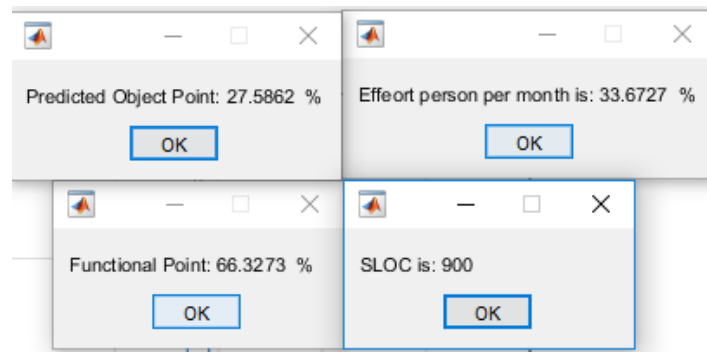 Predicted Object Point: 27.5862 %
OK
Effeort person per month is: 33.6727 %
OK
Functional Point: 66.3273 %
OK
SLOC is: 900
OK